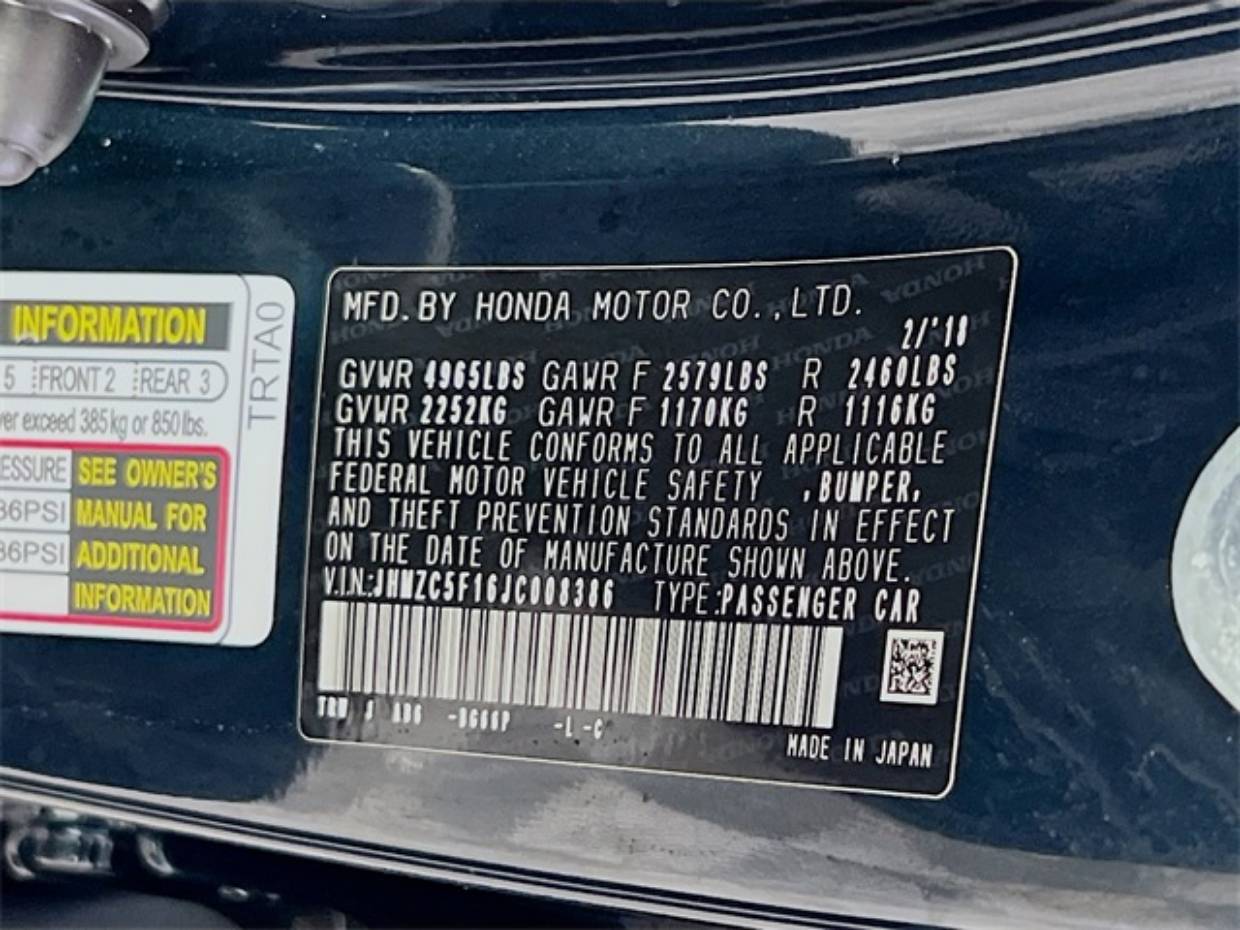 INFORMATION
5 FRONT 2 REAR 3
ver exceed 385 kg or 850 lbs.
ESSURE SEE OWNER'S
36PSI MANUAL FOR
36PSI ADDITIONAL
INFORMATION
TRTA0
MFD. BY HONDA MOTOR CO., LTD.
2/'18
GVWR 4965LBS GAWR F 2579LBS R 2460LBS
GVWR 2252KG GAWR F 1170KG R 1116KG
THIS VEHICLE CONFORMS TO ALL APPLICABLE
FEDERAL MOTOR VEHICLE SAFETY ,BUMPER,
AND THEFT PREVENTION STANDARDS IN EFFECT
ON THE DATE OF MANUFACTURE SHOWN ABOVE.
V.I.N:JHMZC5F16JC008386 TYPE:PASSENGER CAR
-L -C
MADE IN JAPAN